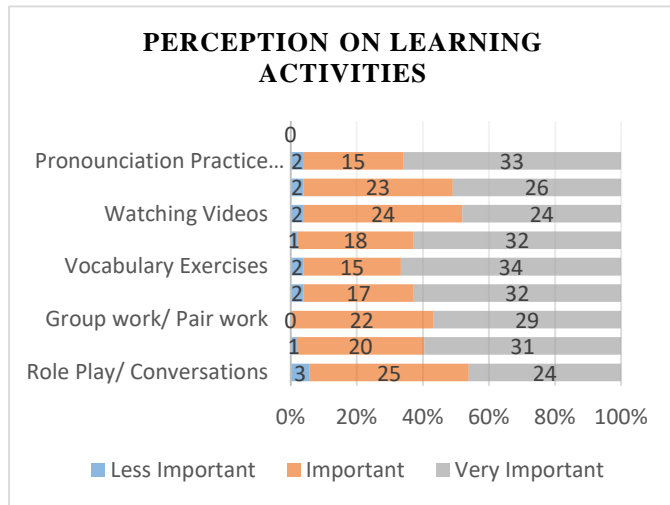 PERCEPTION ON LEARNING
ACTIVITIES
0
Pronounciation Practice... 2 15 33
2 23 26
Watching Videos 2 24 24
1 18 32
Vocabulary Exercises 2 15 34
2 17 32
Group work/ Pair work 0 22 29
1 20 31
Role Play/ Conversations 3 25 24
0% 20% 40% 60% 80% 100%
Less Important Important Very Important